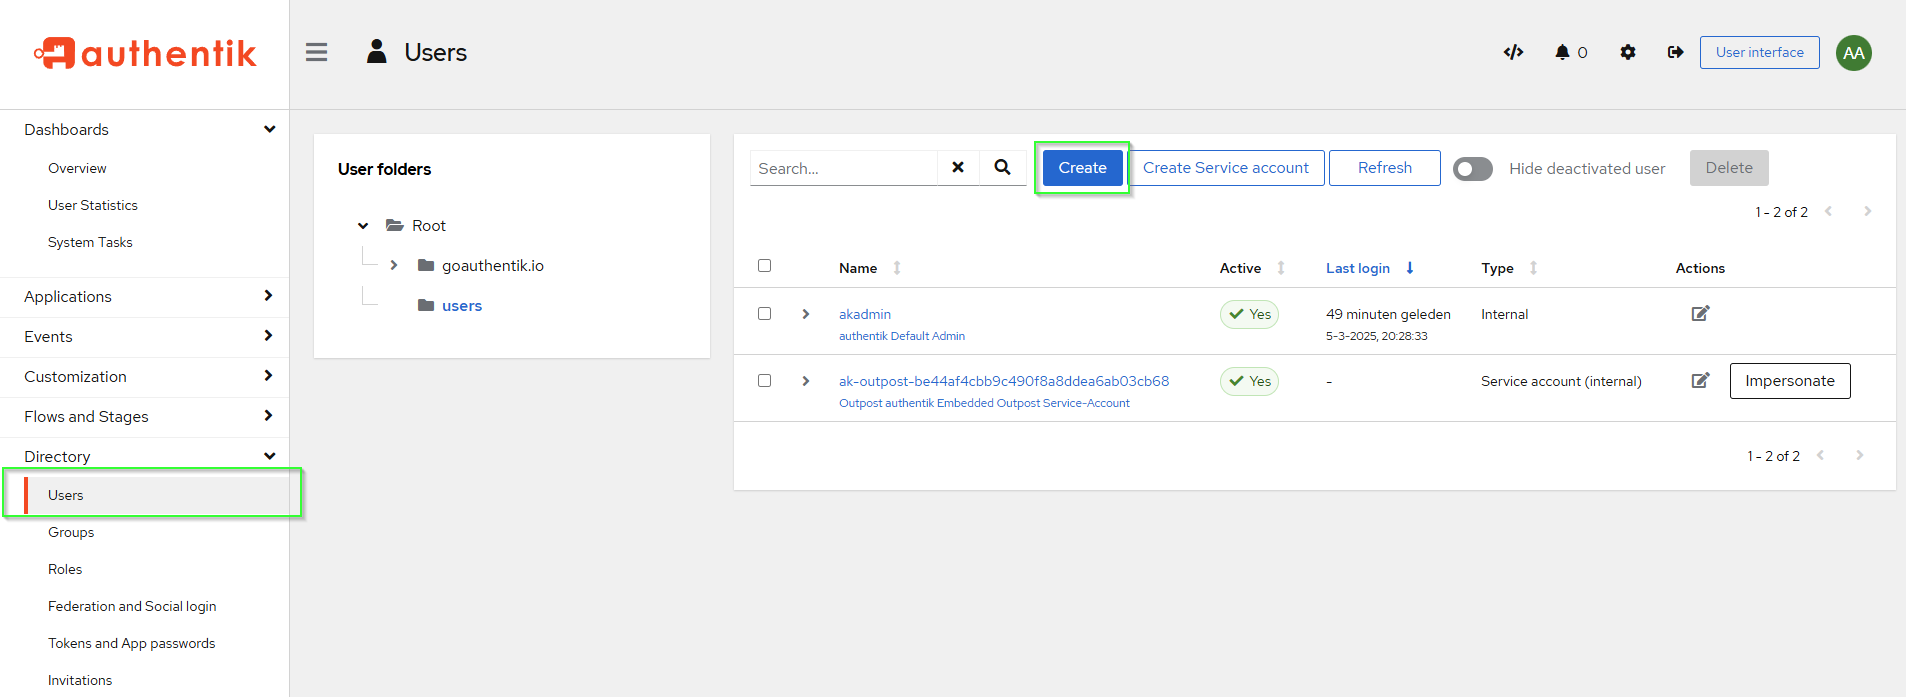 authentik
Users
0
User interface
AA
Dashboards
Overview
User Statistics
System Tasks
Applications
Events
Customization
Flows and Stages
Directory
Users
Groups
Roles
Federation and Social login
Tokens and App passwords
Invitations
User folders
Root
goauthentik.io
users
Search...
Create
Create Service account
Refresh
Hide deactivated user
Delete
1 - 2 of 2
Name Active Last login Type Actions
akadmin Yes 49 minuten geleden Internal
authentik Default Admin 5-3-2025, 20:28:33
ak-outpost-be44af4cbb9c490f8a8ddea6ab03cb68 Yes - Service account (internal) Impersonate
Outpost authentik Embedded Outpost Service-Account
1 - 2 of 2